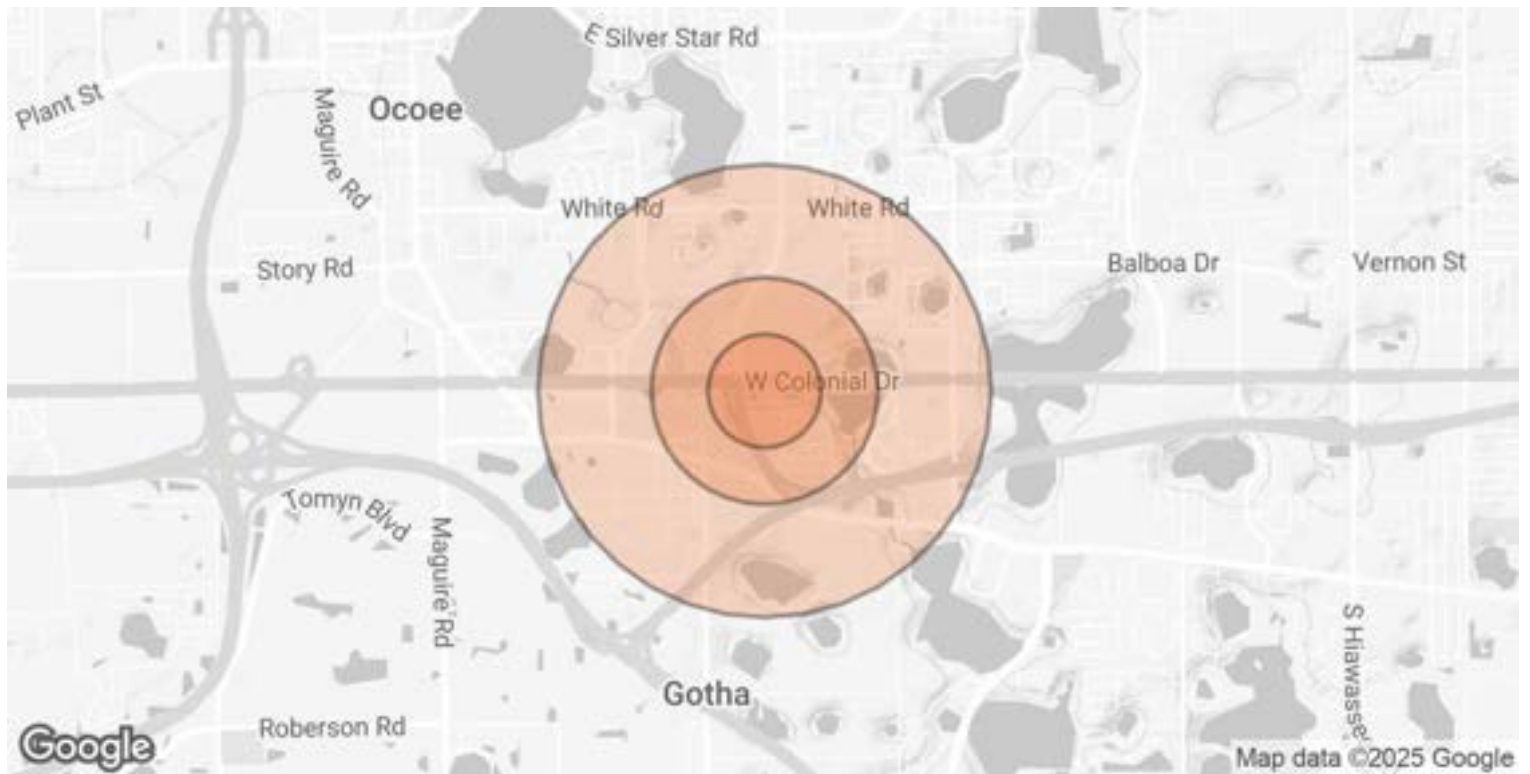 E Silver Star Rd
Plant St
Ocoee
Maguire Rd
White Rd
White Rd
Story Rd
Balboa Dr
Vernon St
W Colonial Dr
Tomyn Blvd
Maguire Rd
S Hiawasse
Gotha
Roberson Rd
Google
Map data ©2025 Google